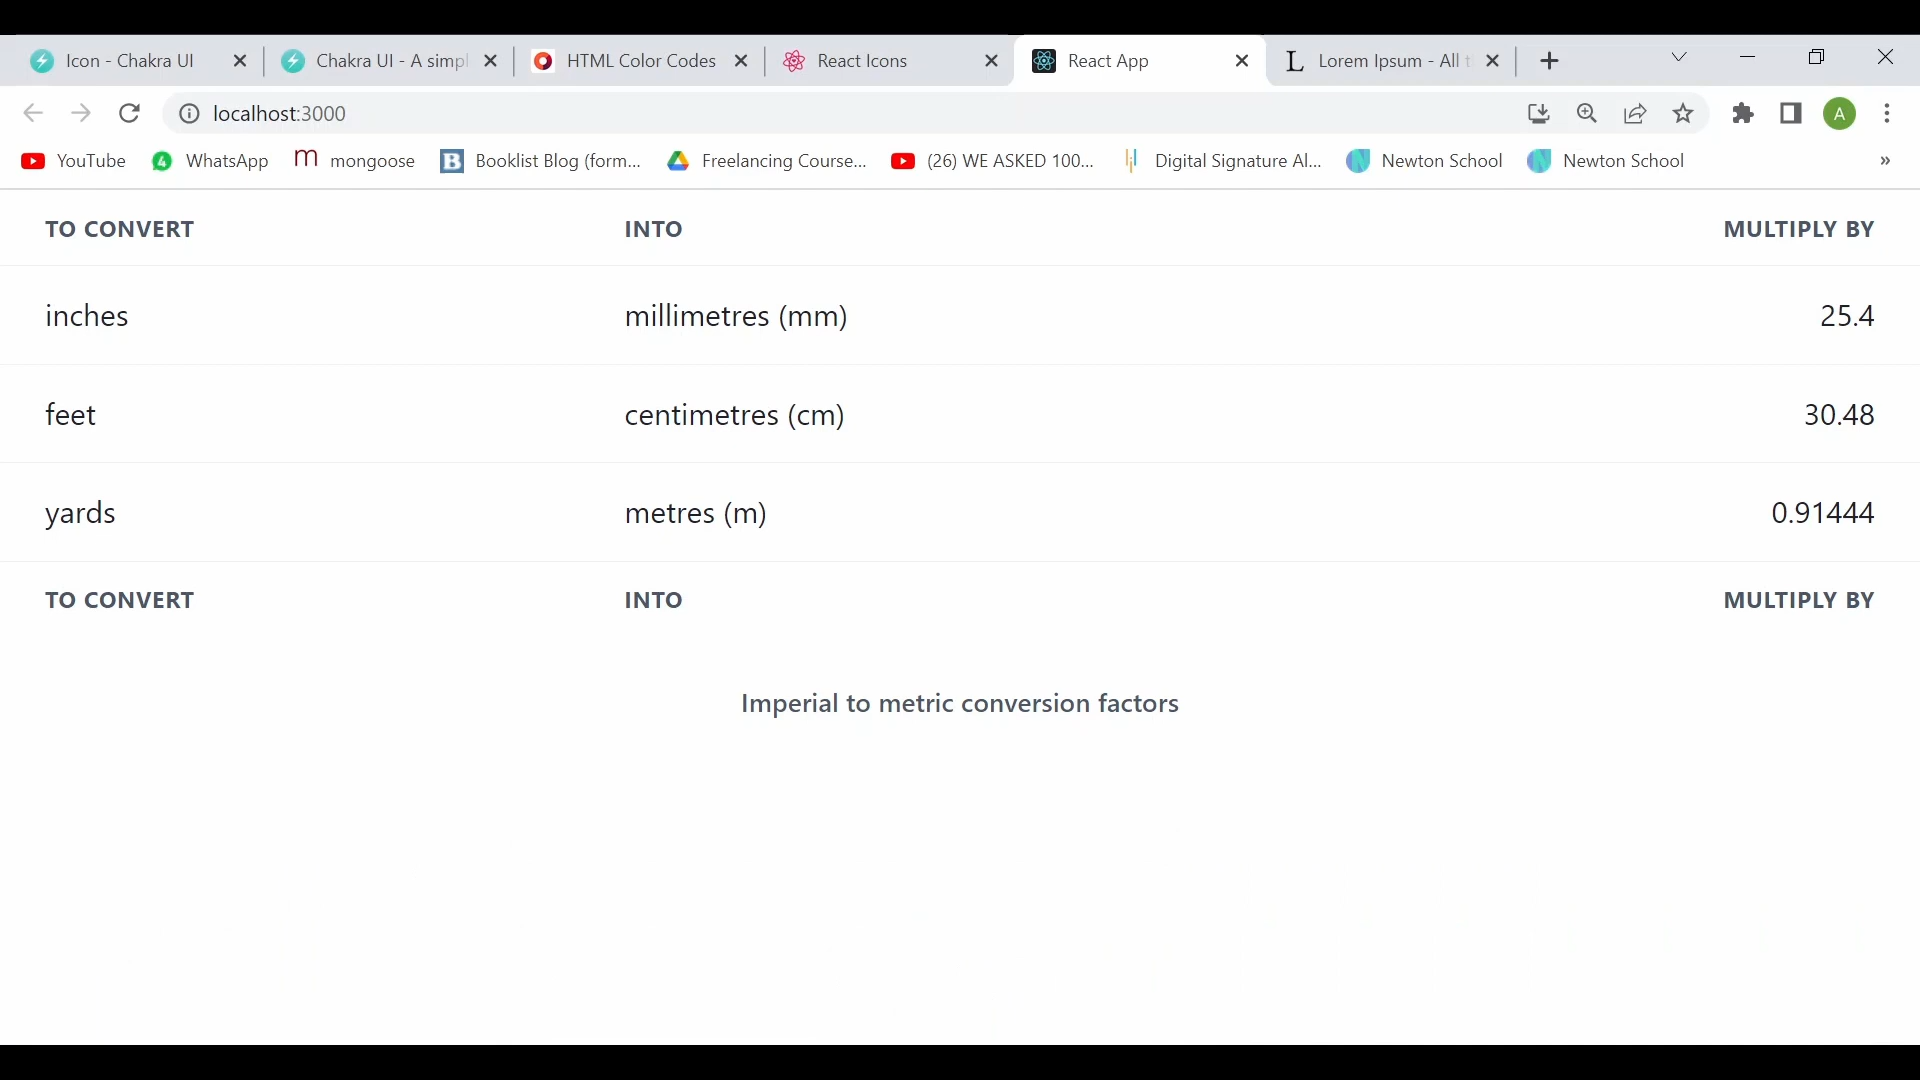 Icon - Chakra UI
Chakra UI - A simpl
HTML Color Codes
React Icons
React App
Lorem Ipsum - All t
localhost:3000
A
YouTube
4
WhatsApp
m mongoose
B Booklist Blog (form...
Freelancing Course...
(26) WE ASKED 100...
Digital Signature Al...
Newton School
Newton School
»
TO CONVERT INTO MULTIPLY BY
inches millimetres (mm) 25.4
feet centimetres (cm) 30.48
yards metres (m) 0.91444
TO CONVERT INTO MULTIPLY BY
Imperial to metric conversion factors